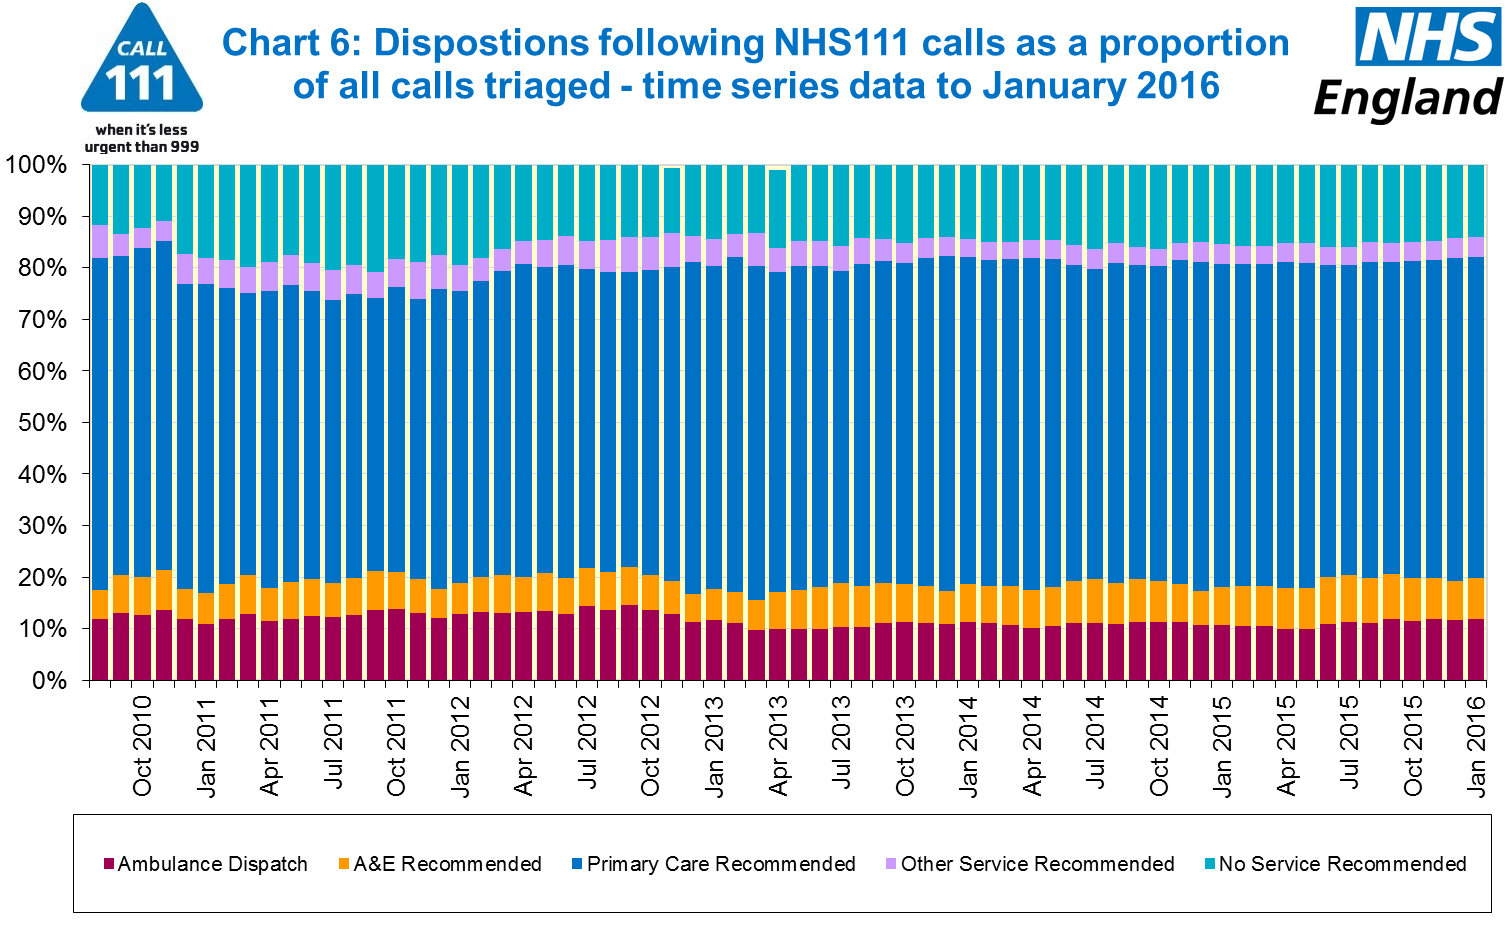 CALL
111
when it's less
urgent than 999
Chart 6: Dispostions following NHS111 calls as a proportion
of all calls triaged - time series data to January 2016
NHS
England
100%
90%
80%
70%
60%
50%
40%
30%
20%
10%
0%
Oct 2010
Jan 2011
Apr 2011
Jul 2011
Oct 2011
Jan 2012
Apr 2012
Jul 2012
Oct 2012
Jan 2013
Apr 2013
Jul 2013
Oct 2013
Jan 2014
Apr 2014
Jul 2014
Oct 2014
Jan 2015
Apr 2015
Jul 2015
Oct 2015
Jan 2016
Ambulance Dispatch
A&E Recommended
Primary Care Recommended
Other Service Recommended
No Service Recommended